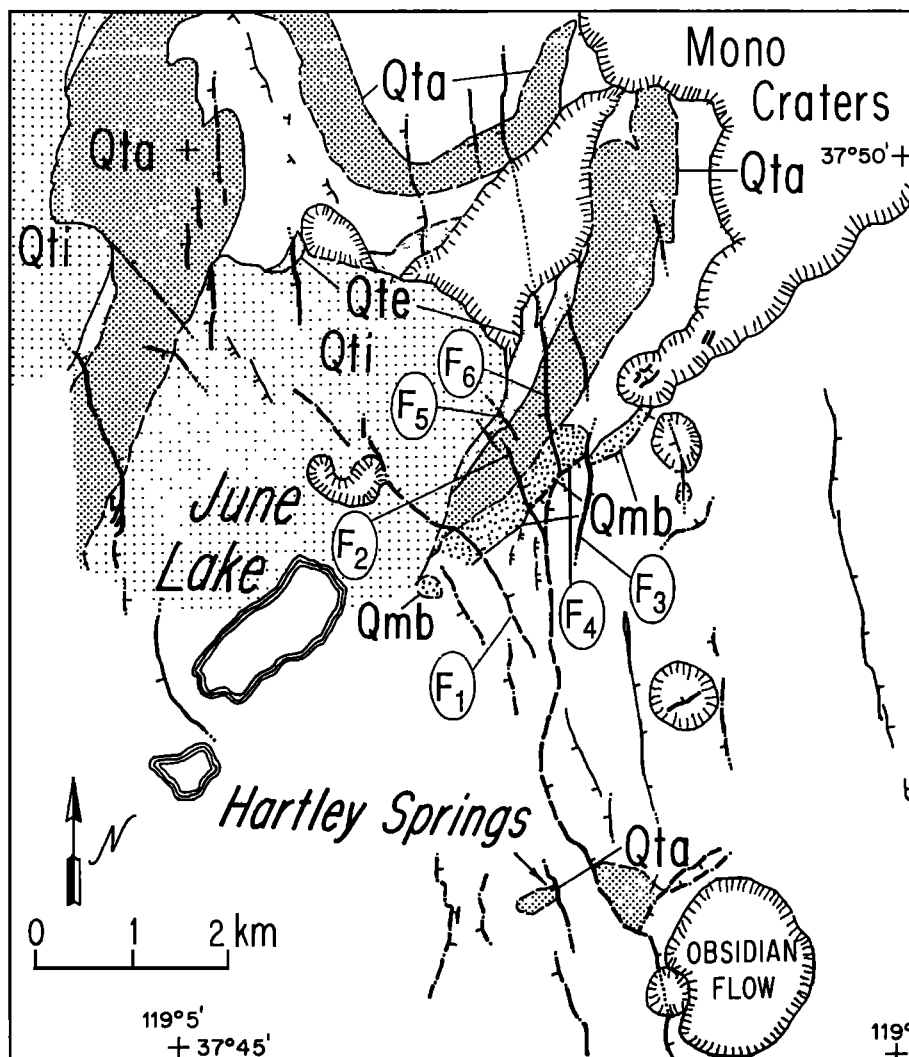 Mono
Craters
Qta
37°50' +
Qta +
Qta
Qti
Qte
Qti
F6
F5
June
Lake
Qmb
F2
F3
F4
Qmb
F1
Hartley Springs
Qta
N
0 1 2 km
OBSIDIAN
FLOW
119°5'
+ 37°45'
119°
+